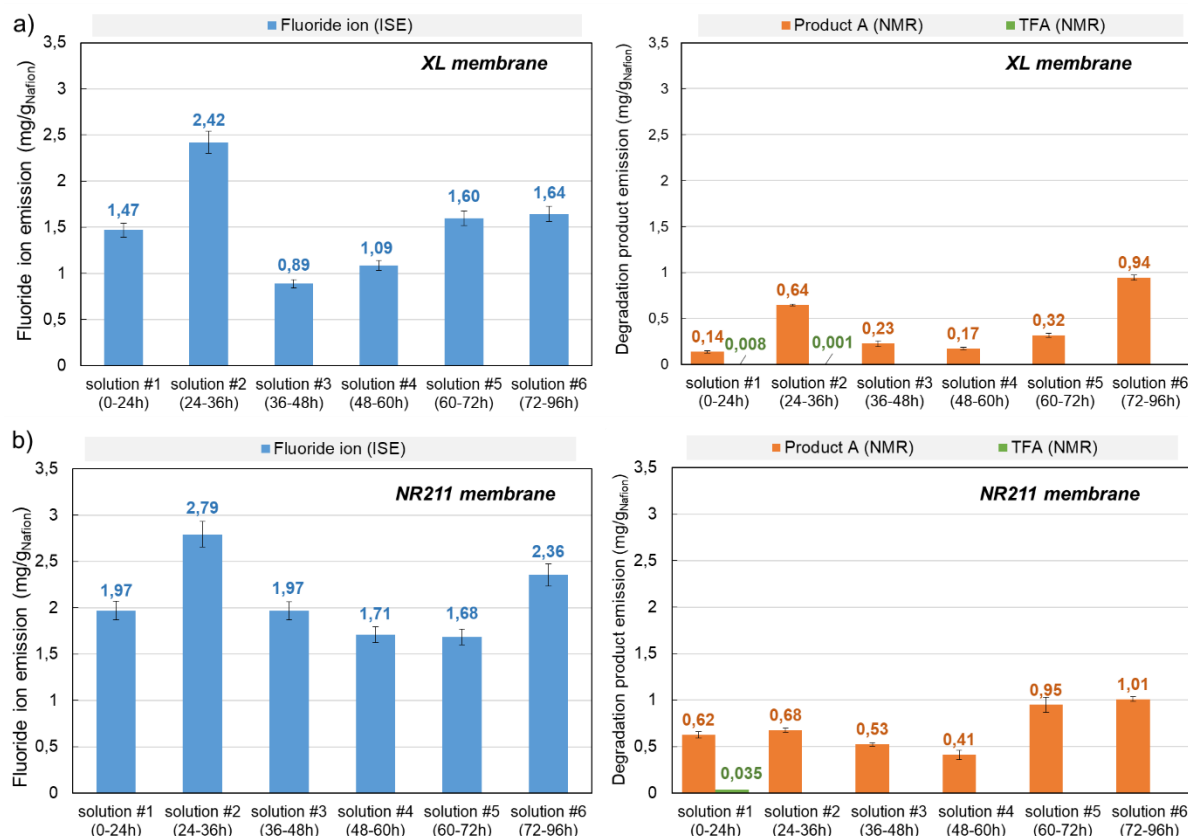 a)
Fluoride ion (ISE)
XL membrane
Fluoride ion emission (mg/gNafion)
3,5
3
2,5
2
1,5
1
0,5
0
1,47
2,42
0,89
1,09
1,60
1,64
solution #1 solution #2 solution #3 solution #4 solution #5 solution #6
(0-24h) (24-36h) (36-48h) (48-60h) (60-72h) (72-96h)
Product A (NMR) TFA (NMR)
XL membrane
Degradation product emission (mg/gNafion)
3,5
3
2,5
2
1,5
1
0,5
0
0,14
0,008
0,64
0,001
0,23
0,17
0,32
0,94
solution #1 solution #2 solution #3 solution #4 solution #5 solution #6
(0-24h) (24-36h) (36-48h) (48-60h) (60-72h) (72-96h)
b)
Fluoride ion (ISE)
NR211 membrane
Fluoride ion emission (mg/gNafion)
3,5
3
2,5
2
1,5
1
0,5
0
1,97
2,79
1,97
1,71
1,68
2,36
solution #1 solution #2 solution #3 solution #4 solution #5 solution #6
(0-24h) (24-36h) (36-48h) (48-60h) (60-72h) (72-96h)
Product A (NMR) TFA (NMR)
NR211 membrane
Degradation product emission (mg/gNafion)
3,5
3
2,5
2
1,5
1
0,5
0
0,62
0,035
0,68
0,53
0,41
0,95
1,01
solution #1 solution #2 solution #3 solution #4 solution #5 solution #6
(0-24h) (24-36h) (36-48h) (48-60h) (60-72h) (72-96h)